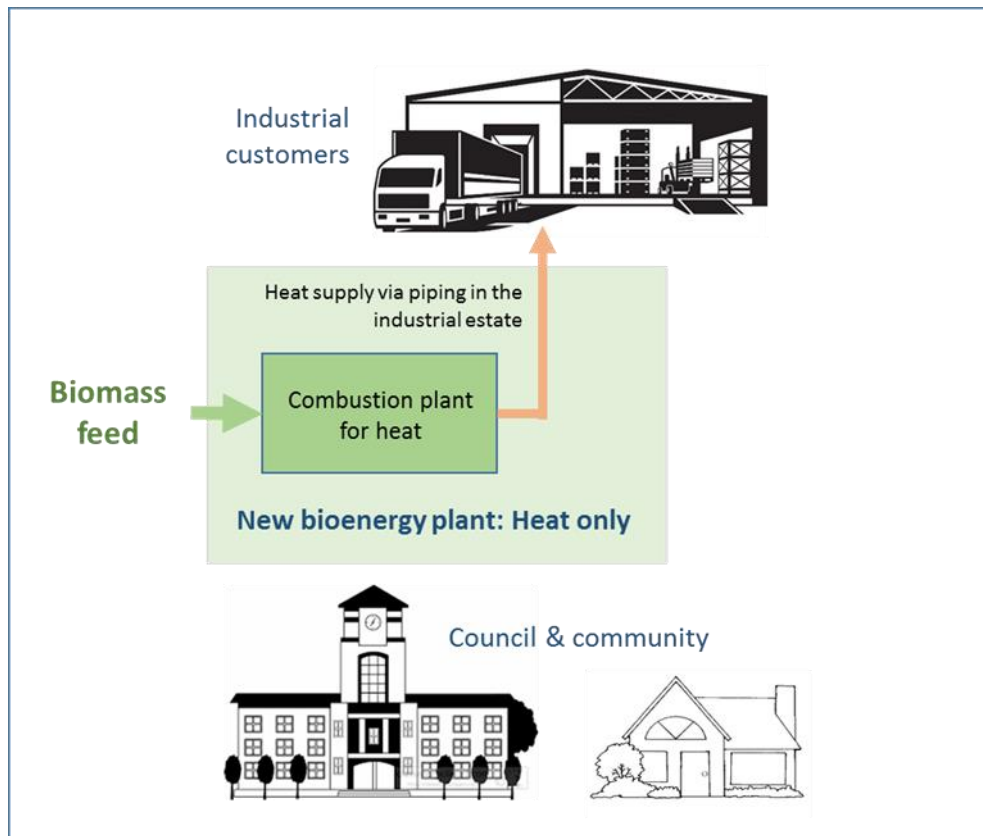 Industrial
customers
Heat supply via piping in the
industrial estate
Biomass
feed
Combustion plant
for heat
New bioenergy plant: Heat only
Council & community